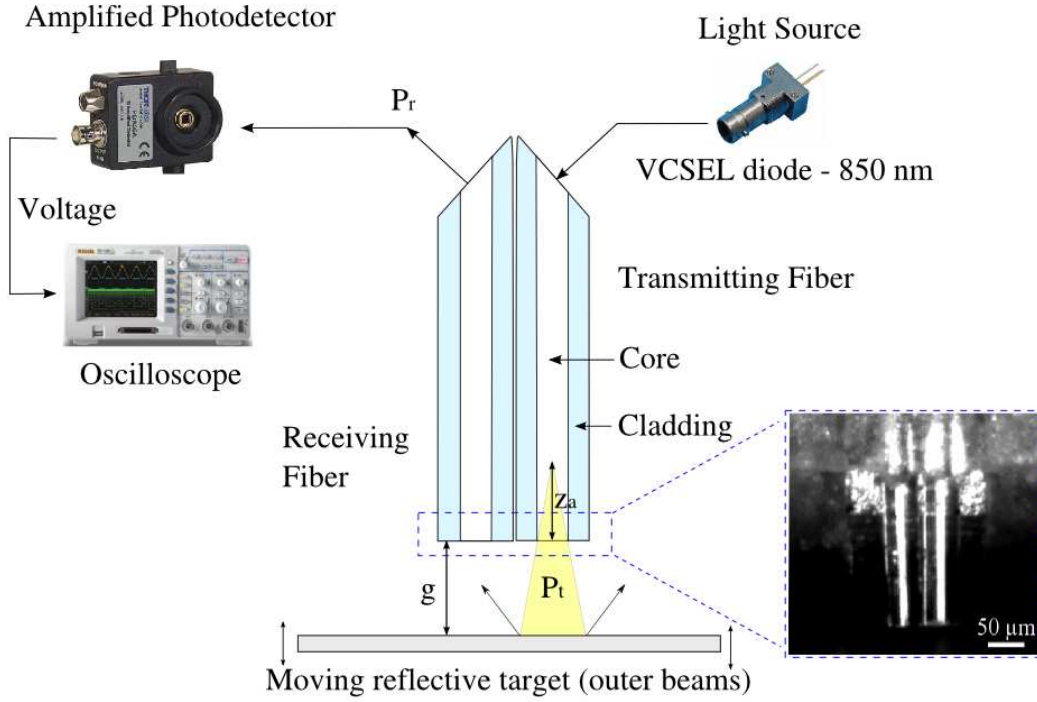 Amplified Photodetector
Light Source
Pr
VCSEL diode - 850 nm
Voltage
Transmitting Fiber
Oscilloscope
Core
Receiving
Fiber
Cladding
Za
g
Pt
50 µm
Moving reflective target (outer beams)